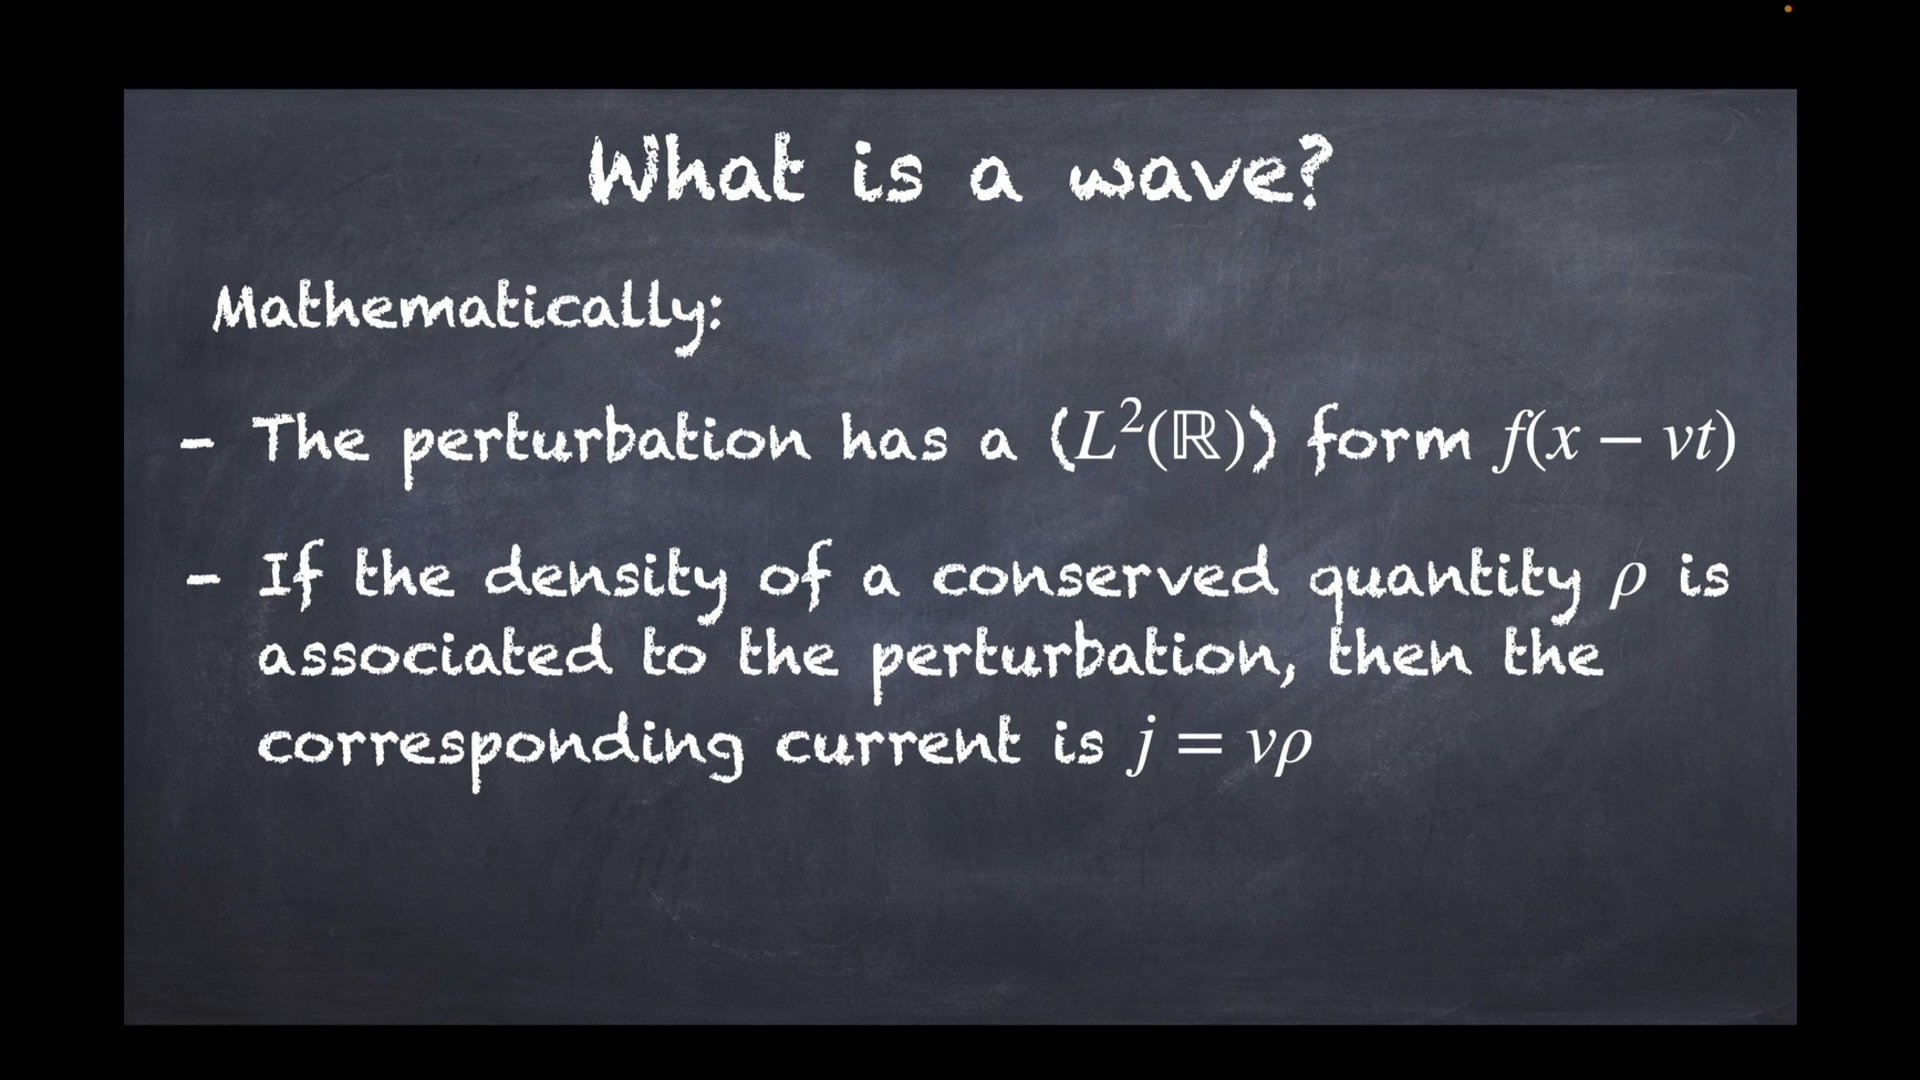 What is a wave?
Mathematically:
- The perturbation has a (L²(ℝ)) form f(x − vt)
- If the density of a conserved quantity ρ is
associated to the perturbation, then the
corresponding current is j = vρ